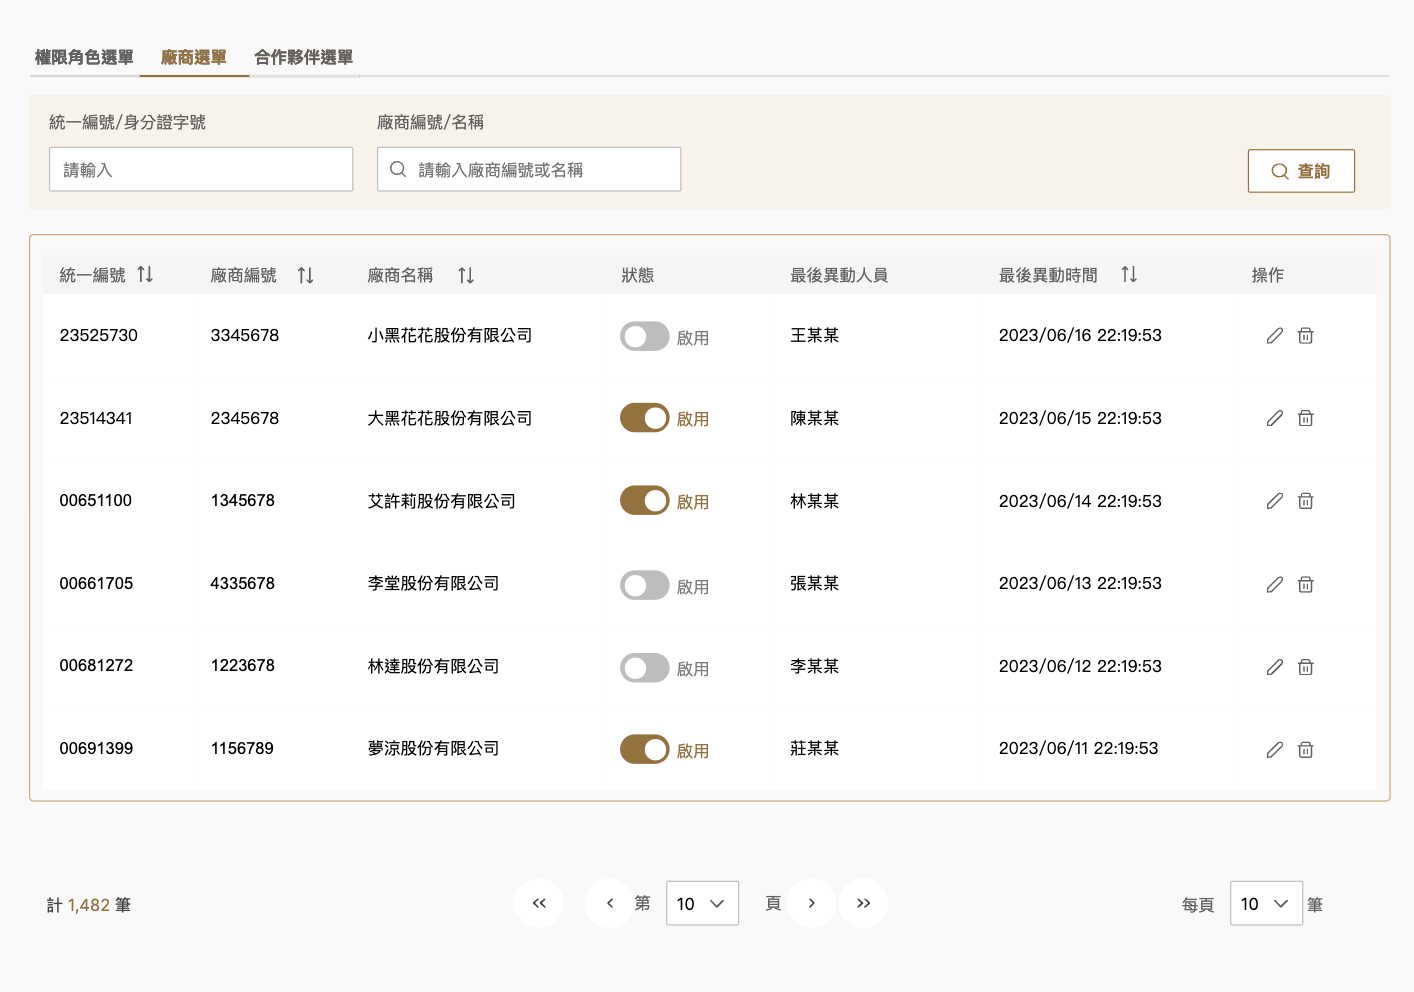 權限角色選單 廠商選單 合作夥伴選單
統一編號/身分證字號 廠商編號/名稱
請輸入 請輸入廠商編號或名稱 查詢
統一編號 廠商編號 廠商名稱 狀態 最後異動人員 最後異動時間 操作
23525730 3345678 小黑花花股份有限公司 啟用 王某某 2023/06/16 22:19:53
23514341 2345678 大黑花花股份有限公司 啟用 陳某某 2023/06/15 22:19:53
00651100 1345678 艾許莉股份有限公司 啟用 林某某 2023/06/14 22:19:53
00661705 4335678 李堂股份有限公司 啟用 張某某 2023/06/13 22:19:53
00681272 1223678 林達股份有限公司 啟用 李某某 2023/06/12 22:19:53
00691399 1156789 夢涼股份有限公司 啟用 莊某某 2023/06/11 22:19:53
計 1,482 筆 第 10 頁 每頁 10 筆